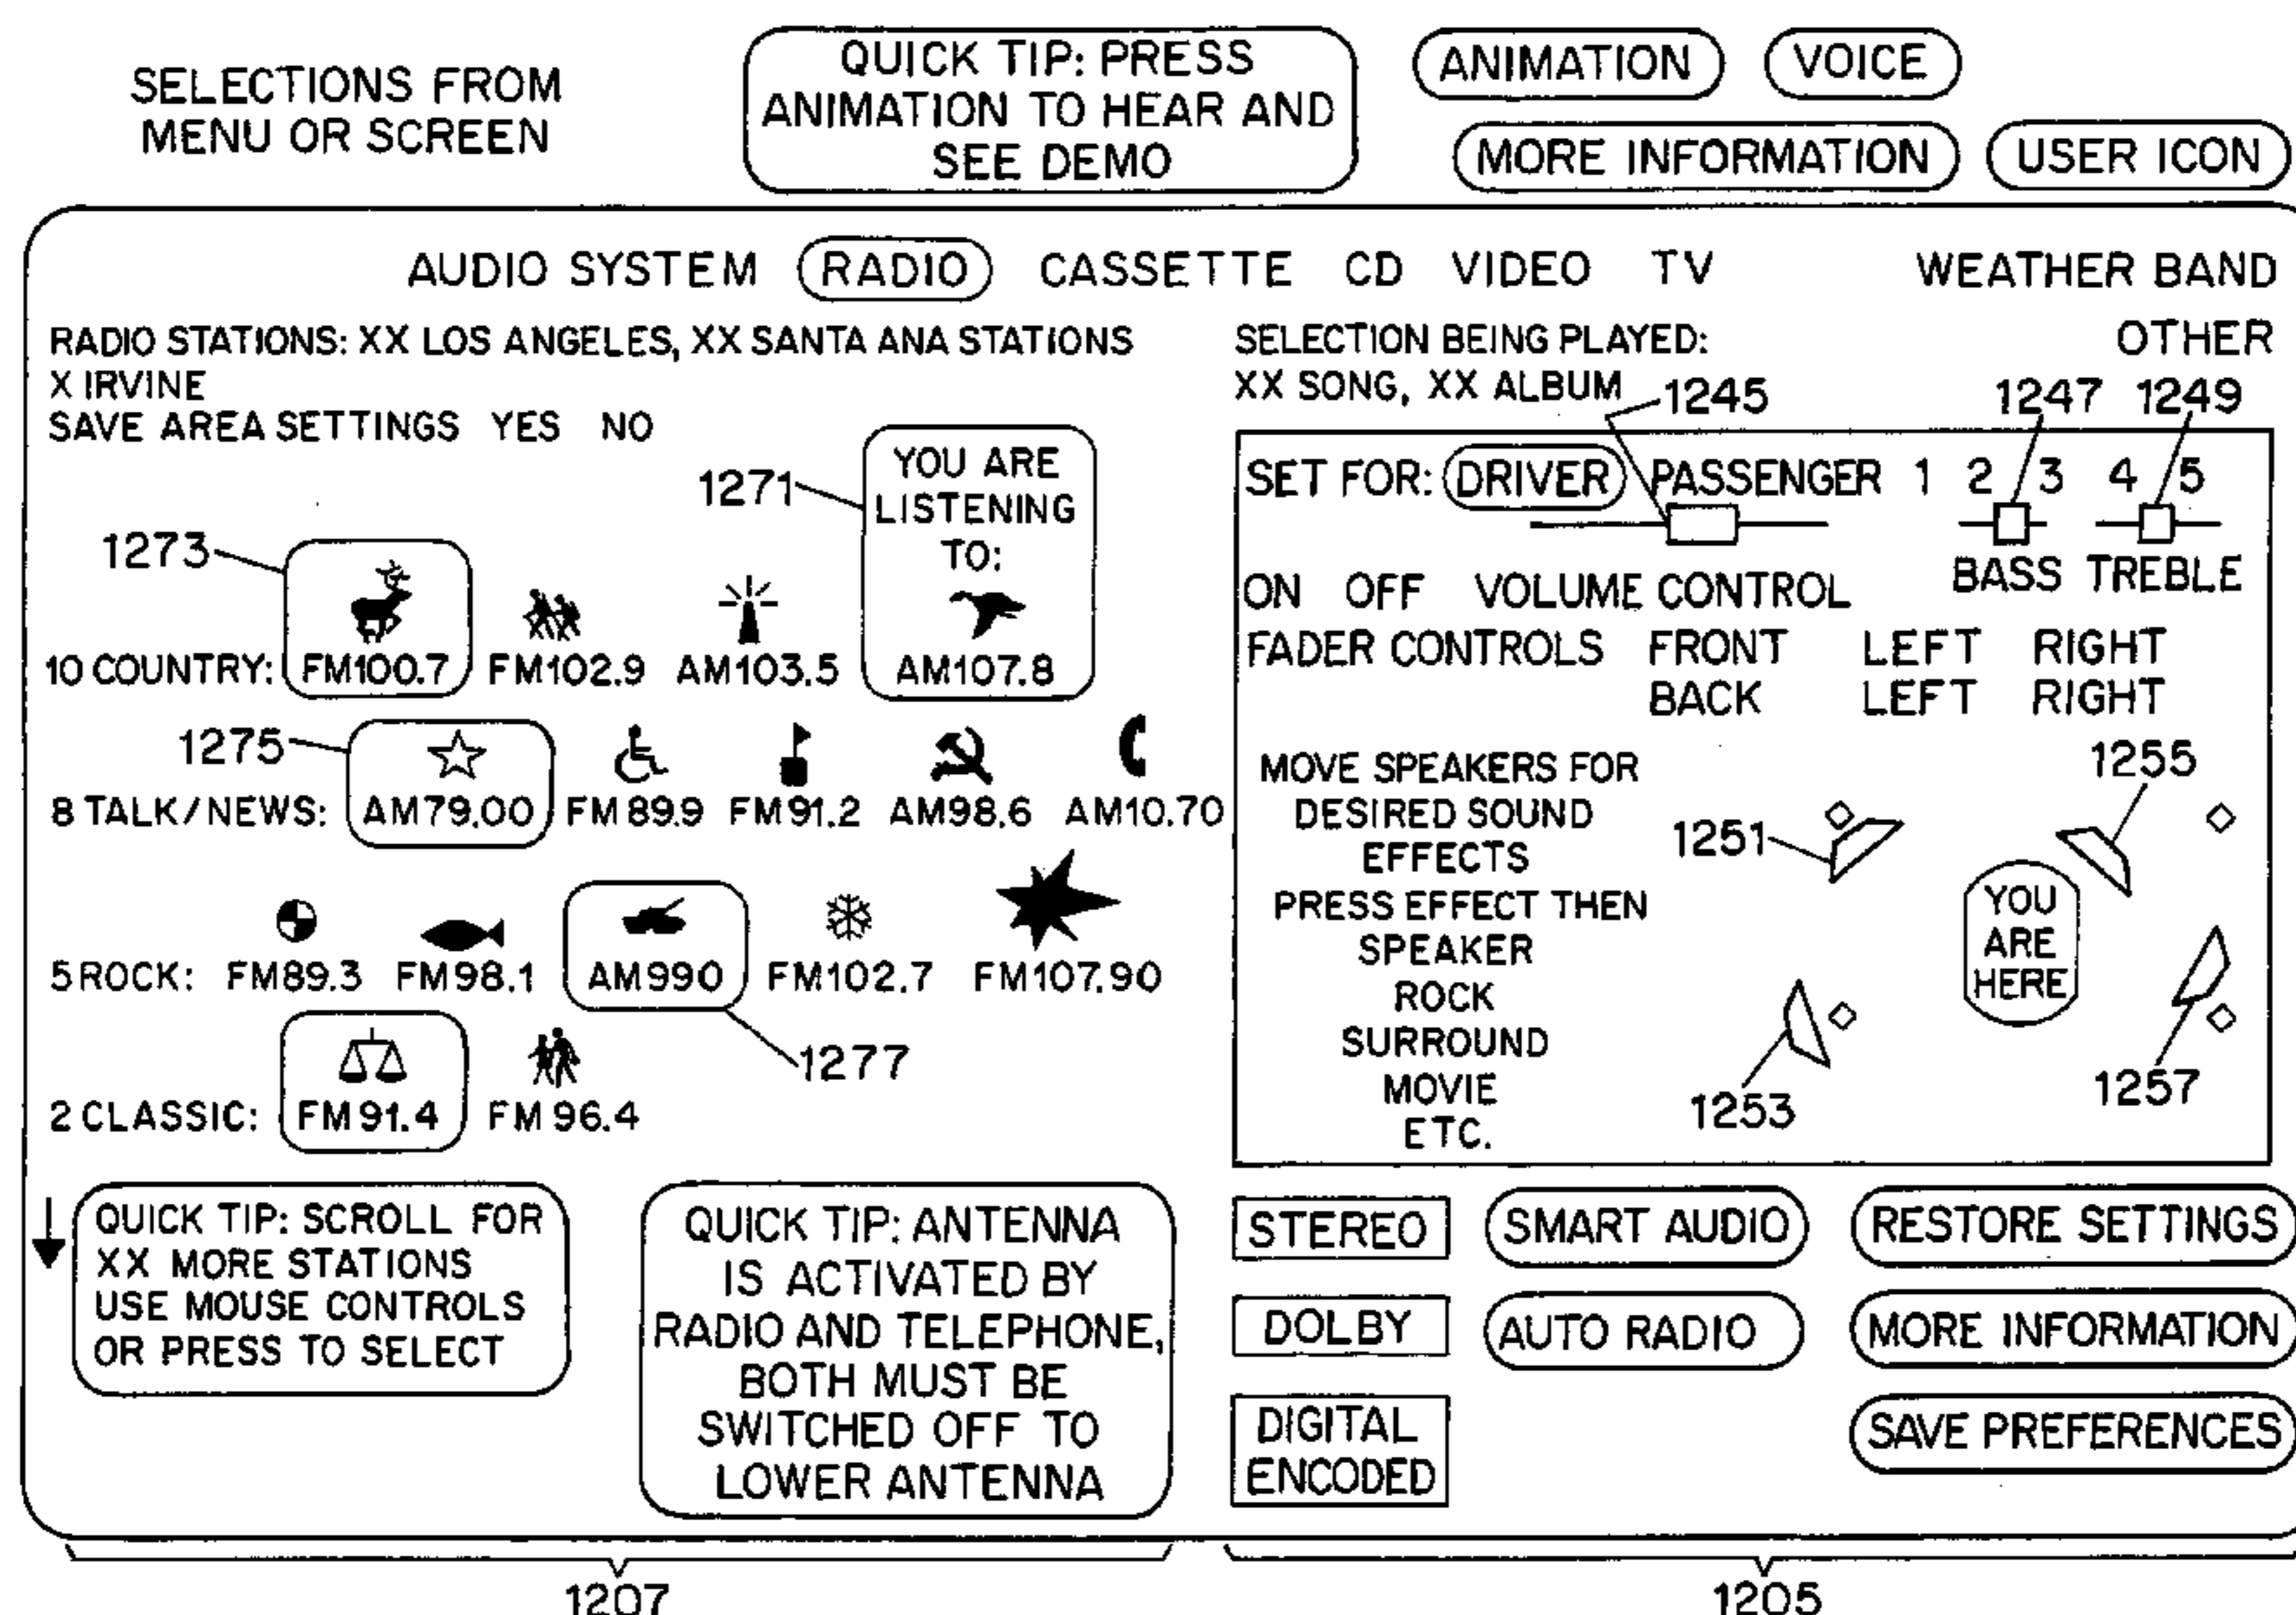 SELECTIONS FROM
MENU OR SCREEN
QUICK TIP: PRESS
ANIMATION TO HEAR AND
SEE DEMO
ANIMATION
VOICE
MORE INFORMATION
USER ICON
AUDIO SYSTEM RADIO CASSETTE CD VIDEO TV WEATHER BAND
OTHER
RADIO STATIONS: XX LOS ANGELES, XX SANTA ANA STATIONS
X IRVINE
SAVE AREA SETTINGS YES NO
1271
YOU ARE
LISTENING
TO:
1273
10 COUNTRY: FM100.7 FM102.9 AM103.5 AM107.8
1275
8 TALK/NEWS: AM79.00 FM89.9 FM91.2 AM98.6 AM10.70
5 ROCK: FM89.3 FM98.1 AM990 FM102.7 FM107.90
1277
2 CLASSIC: FM91.4 FM96.4
QUICK TIP: SCROLL FOR
XX MORE STATIONS
USE MOUSE CONTROLS
OR PRESS TO SELECT
QUICK TIP: ANTENNA
IS ACTIVATED BY
RADIO AND TELEPHONE,
BOTH MUST BE
SWITCHED OFF TO
LOWER ANTENNA
SELECTION BEING PLAYED:
XX SONG, XX ALBUM
1245 1247 1249
SET FOR: DRIVER PASSENGER 1 2 3 4 5
BASS TREBLE
ON OFF VOLUME CONTROL
FADER CONTROLS FRONT LEFT RIGHT
BACK LEFT RIGHT
MOVE SPEAKERS FOR
DESIRED SOUND
EFFECTS
PRESS EFFECT THEN
SPEAKER
ROCK
SURROUND
MOVIE
ETC.
1255
1251
YOU
ARE
HERE
1253
1257
STEREO SMART AUDIO RESTORE SETTINGS
DOLBY AUTO RADIO MORE INFORMATION
DIGITAL
ENCODED
SAVE PREFERENCES
1207
1205